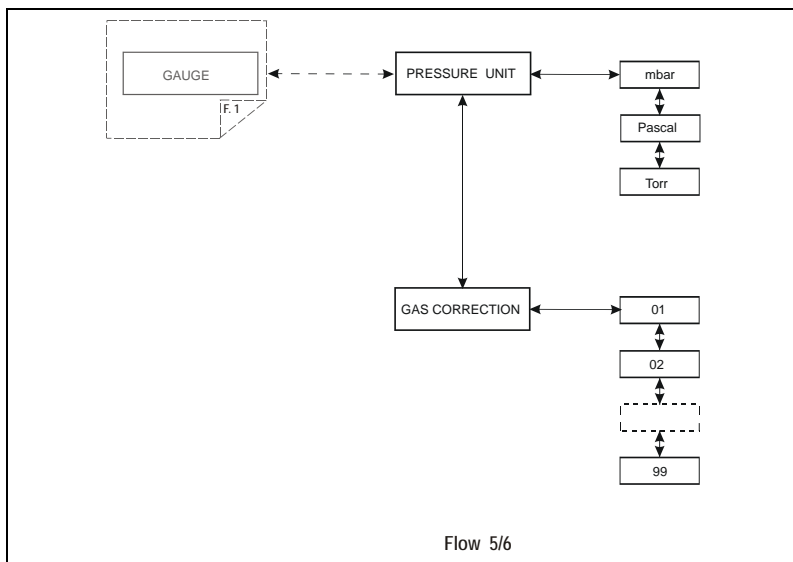 GAUGE
F. 1
PRESSURE UNIT
mbar
Pascal
Torr
GAS CORRECTION
01
02
99
Flow 5/6